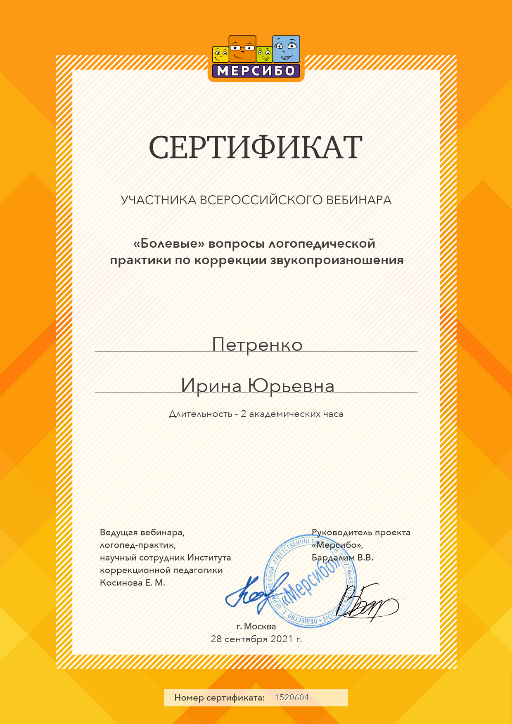 МЕРСИБО
СЕРТИФИКАТ
УЧАСТНИКА ВСЕРОССИЙСКОГО ВЕБИНАРА
«Болевые» вопросы логопедической
практики по коррекции звукопроизношения
Петренко
Ирина Юрьевна
Длительность - 2 академических часа
Ведущая вебинара,
логопед-практик,
научный сотрудник Института
коррекционной педагогики
Косинова Е. М.
Руководитель проекта
«Мерсибо»,
Бардалим В.В.
«Мерсибо»
г. Москва
28 сентября 2021 г.
Номер сертификата: 1520604